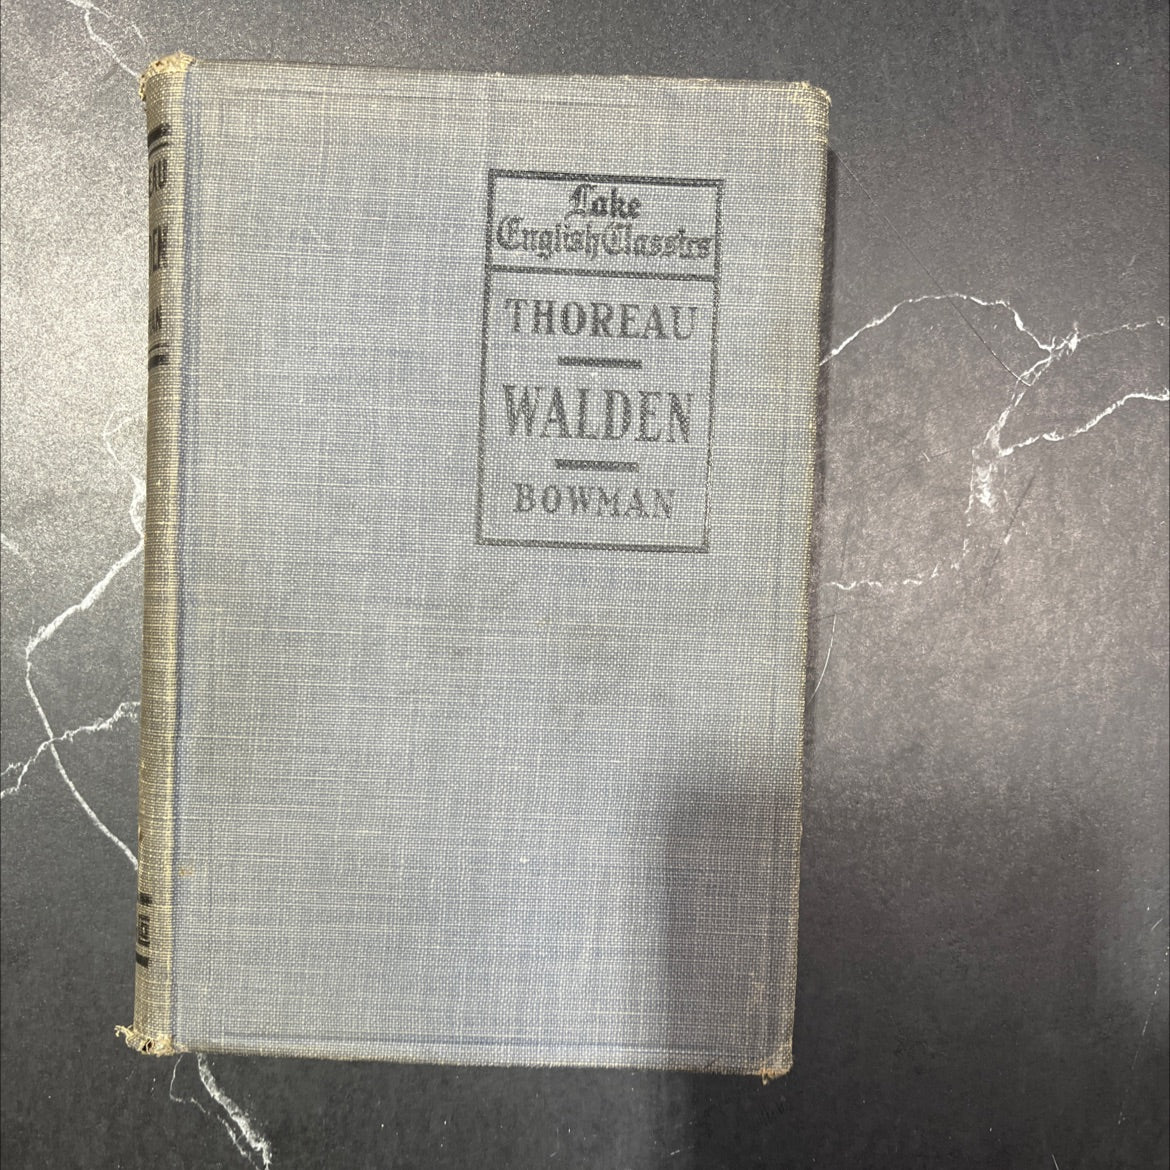 Lake
English Classics
THOREAU
WALDEN
BOWMAN